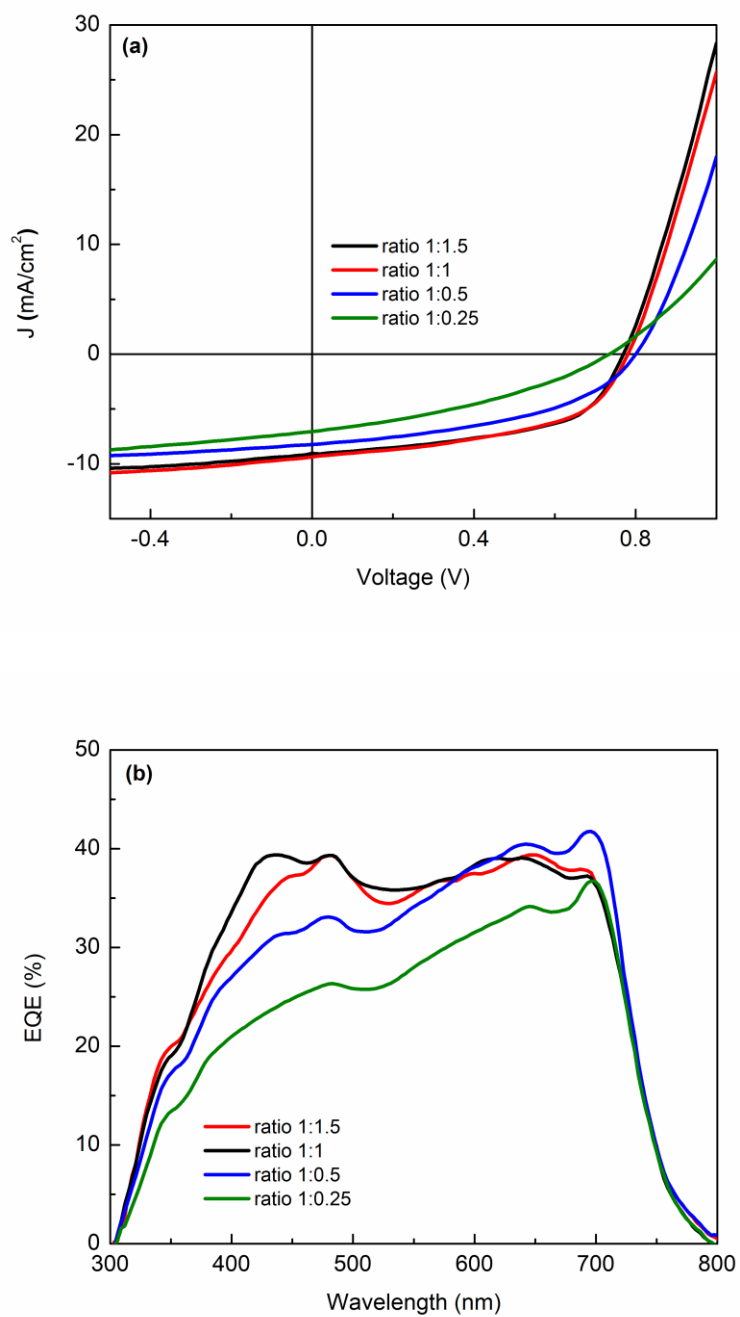 (a)
30
20
10
0
-10
J (mA/cm²)
ratio 1:1.5
ratio 1:1
ratio 1:0.5
ratio 1:0.25
-0.4 0.0 0.4 0.8
Voltage (V)
(b)
50
40
30
20
10
0
EQE (%)
ratio 1:1.5
ratio 1:1
ratio 1:0.5
ratio 1:0.25
300 400 500 600 700 800
Wavelength (nm)